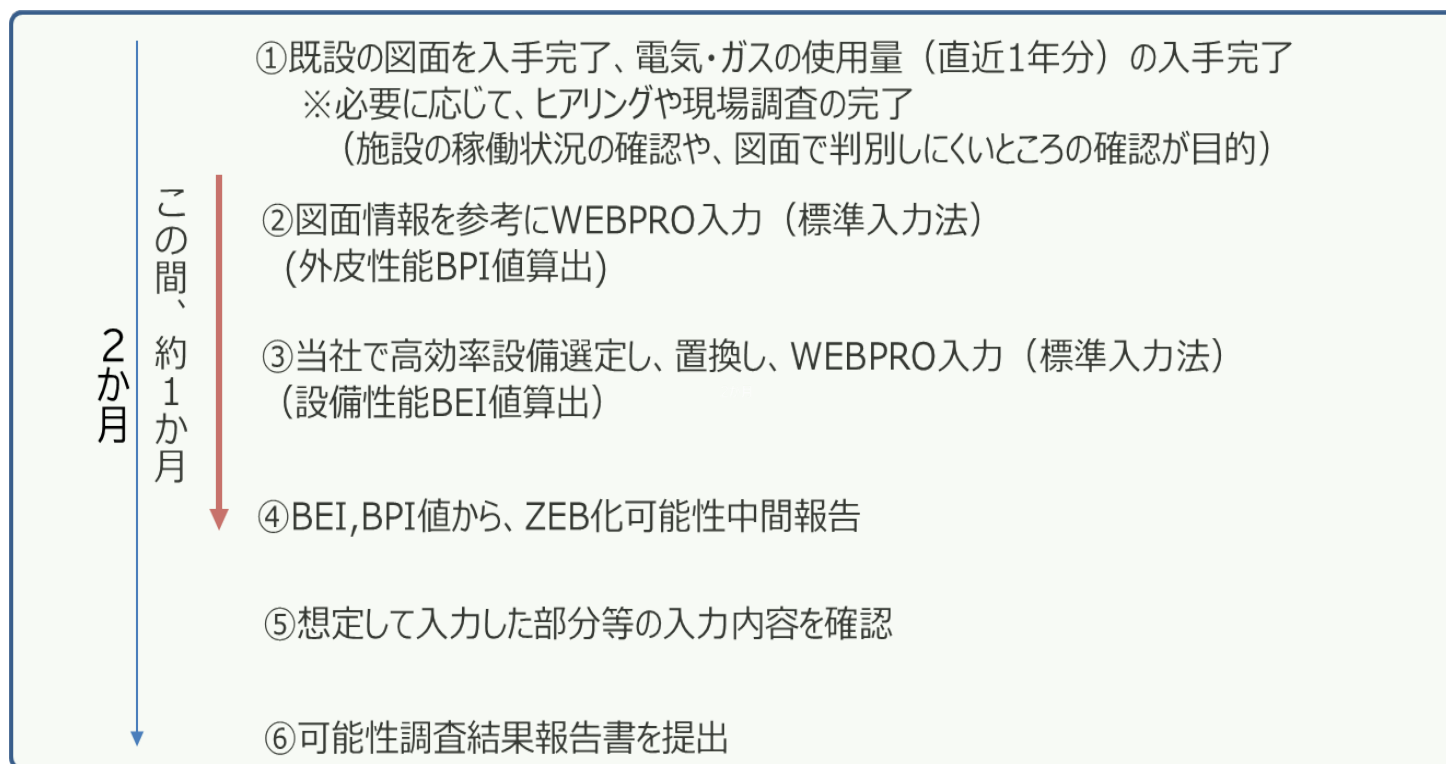 ①既設の図面を入手完了、電気・ガスの使用量（直近1年分）の入手完了
※必要に応じて、ヒアリングや現場調査の完了
（施設の稼働状況の確認や、図面で判別しにくいところの確認が目的）
②図面情報を参考にWEBPRO入力（標準入力法）
(外皮性能BPI値算出)
③当社で高効率設備選定し、置換し、WEBPRO入力（標準入力法）
（設備性能BEI値算出）
④BEI,BPI値から、ZEB化可能性中間報告
⑤想定して入力した部分等の入力内容を確認
⑥可能性調査結果報告書を提出
この間、約１か月
２か月